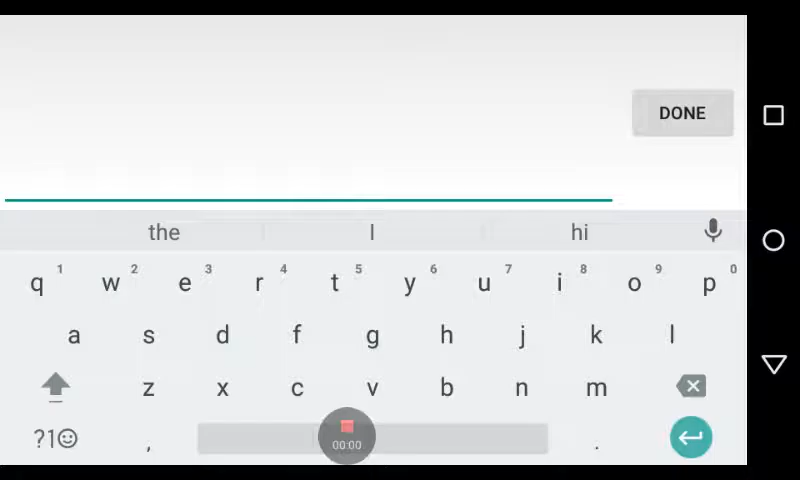 DONE
the I hi
q 1 w 2 e 3 r 4 t 5 y 6 u 7 i 8 o 9 p 0
a s d f g h j k l
z x c v b n m
?1☺ , .
00:00